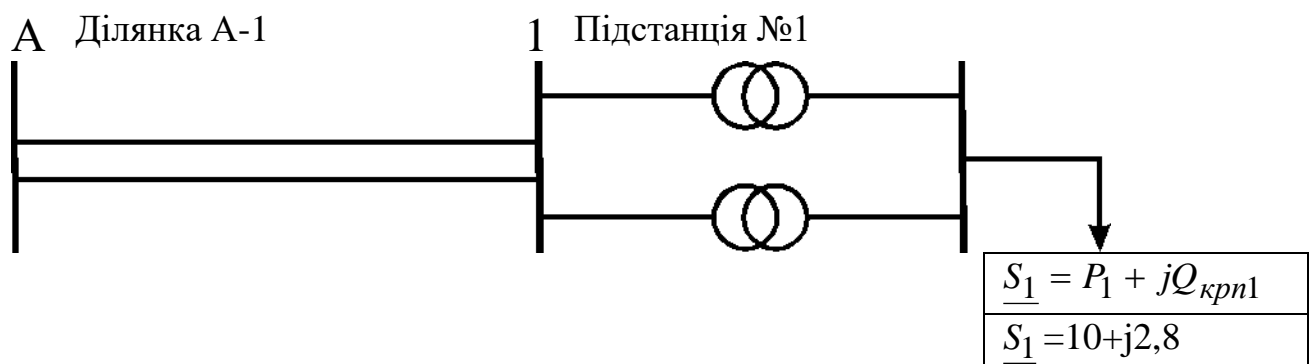 А Ділянка А-1 1 Підстанція №1
S1 = P1 + jQкрп1
S1 =10+j2,8